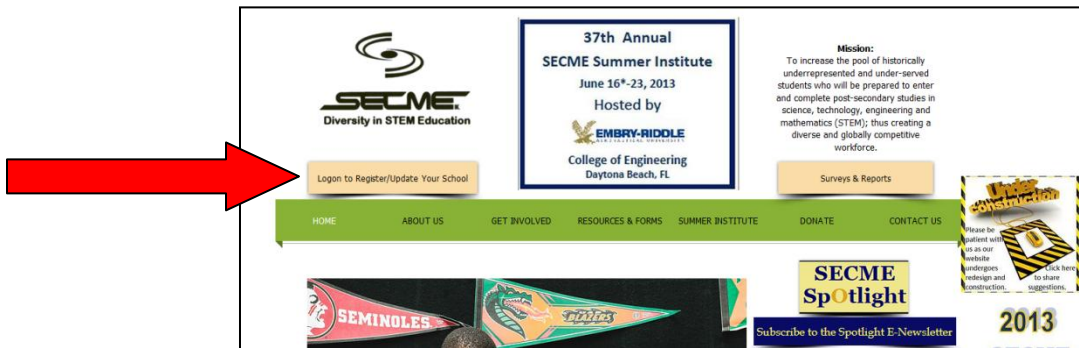 SECME
Diversity in STEM Education
37th Annual
SECME Summer Institute
June 16*-23, 2013
Hosted by
EMBRY-RIDDLE
AERONAUTICAL UNIVERSITY
College of Engineering
Daytona Beach, FL
Mission:
To increase the pool of historically
underrepresented and under-served
students who will be prepared to enter
and complete post-secondary studies in
science, technology, engineering and
mathematics (STEM); thus creating a
diverse and globally competitive
workforce.
Logon to Register/Update Your School
Surveys & Reports
HOME ABOUT US GET INVOLVED RESOURCES & FORMS SUMMER INSTITUTE DONATE CONTACT US
Under
construction
Please be
patient with
us as our
website
undergoes
redesign and
construction.
Click here
to share
suggestions.
SEMINOLES
BLAZERS
SECME
SpOtlight
Subscribe to the Spotlight E-Newsletter
2013